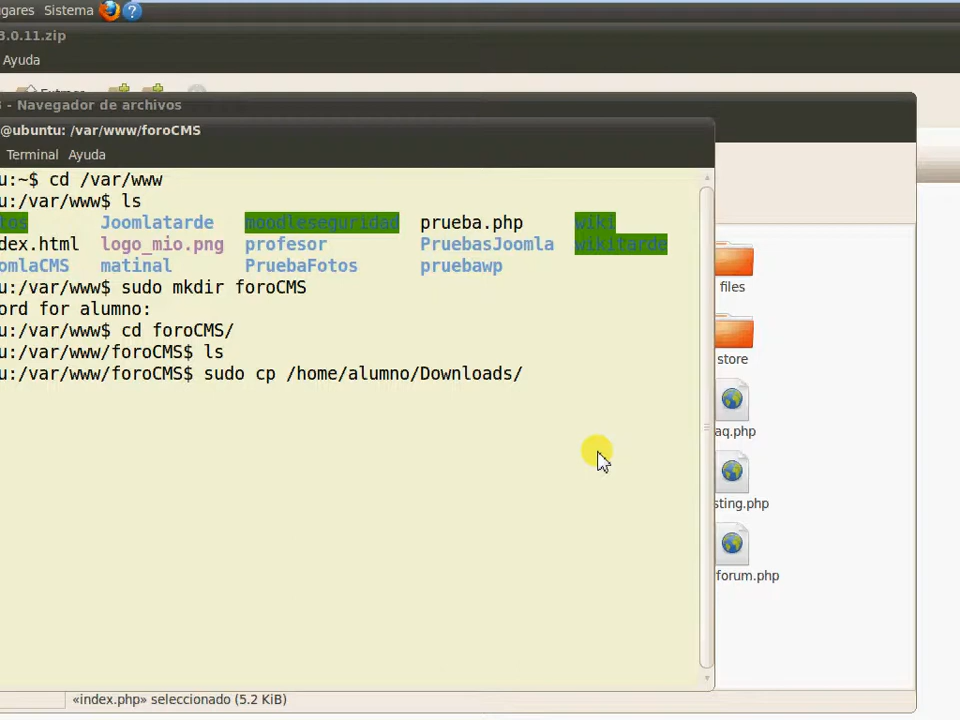 gares Sistema
3.0.11.zip
Ayuda
- Navegador de archivos
@ubuntu: /var/www/foroCMS
Terminal Ayuda
u:~$ cd /var/www
u:/var/www$ ls
tos Joomlatarde moodleseguridad prueba.php wiki
dex.html logo_mio.png profesor PruebasJoomla wikitarde
omlaCMS matinal PruebaFotos pruebawp
u:/var/www$ sudo mkdir foroCMS
ord for alumno:
u:/var/www$ cd foroCMS/
u:/var/www/foroCMS$ ls
u:/var/www/foroCMS$ sudo cp /home/alumno/Downloads/
files
store
aq.php
sting.php
forum.php
«index.php» seleccionado (5.2 KiB)